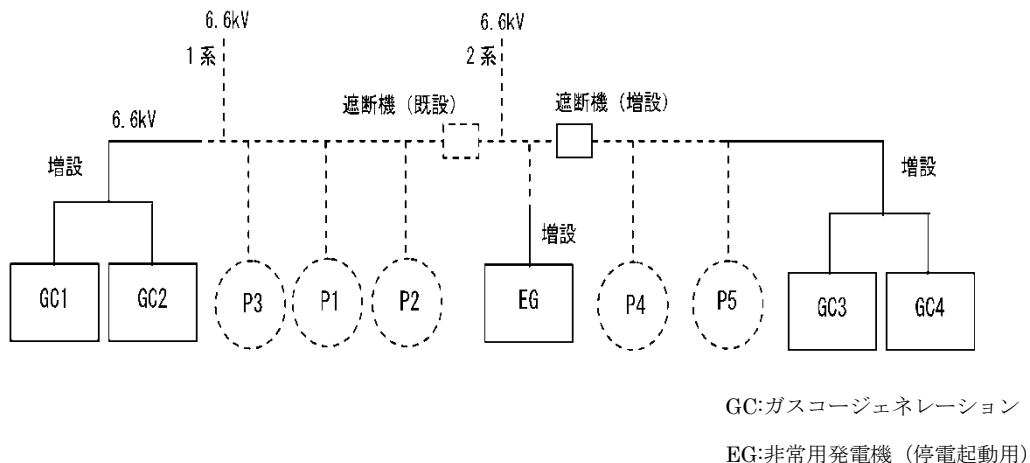 6.6kV
1系
6.6kV
2系
遮断機（既設）
遮断機（増設）
6.6kV
増設
増設
増設
GC1
GC2
P3
P1
P2
EG
P4
P5
GC3
GC4
GC:ガスコージェネレーション
EG:非常用発電機（停電起動用）